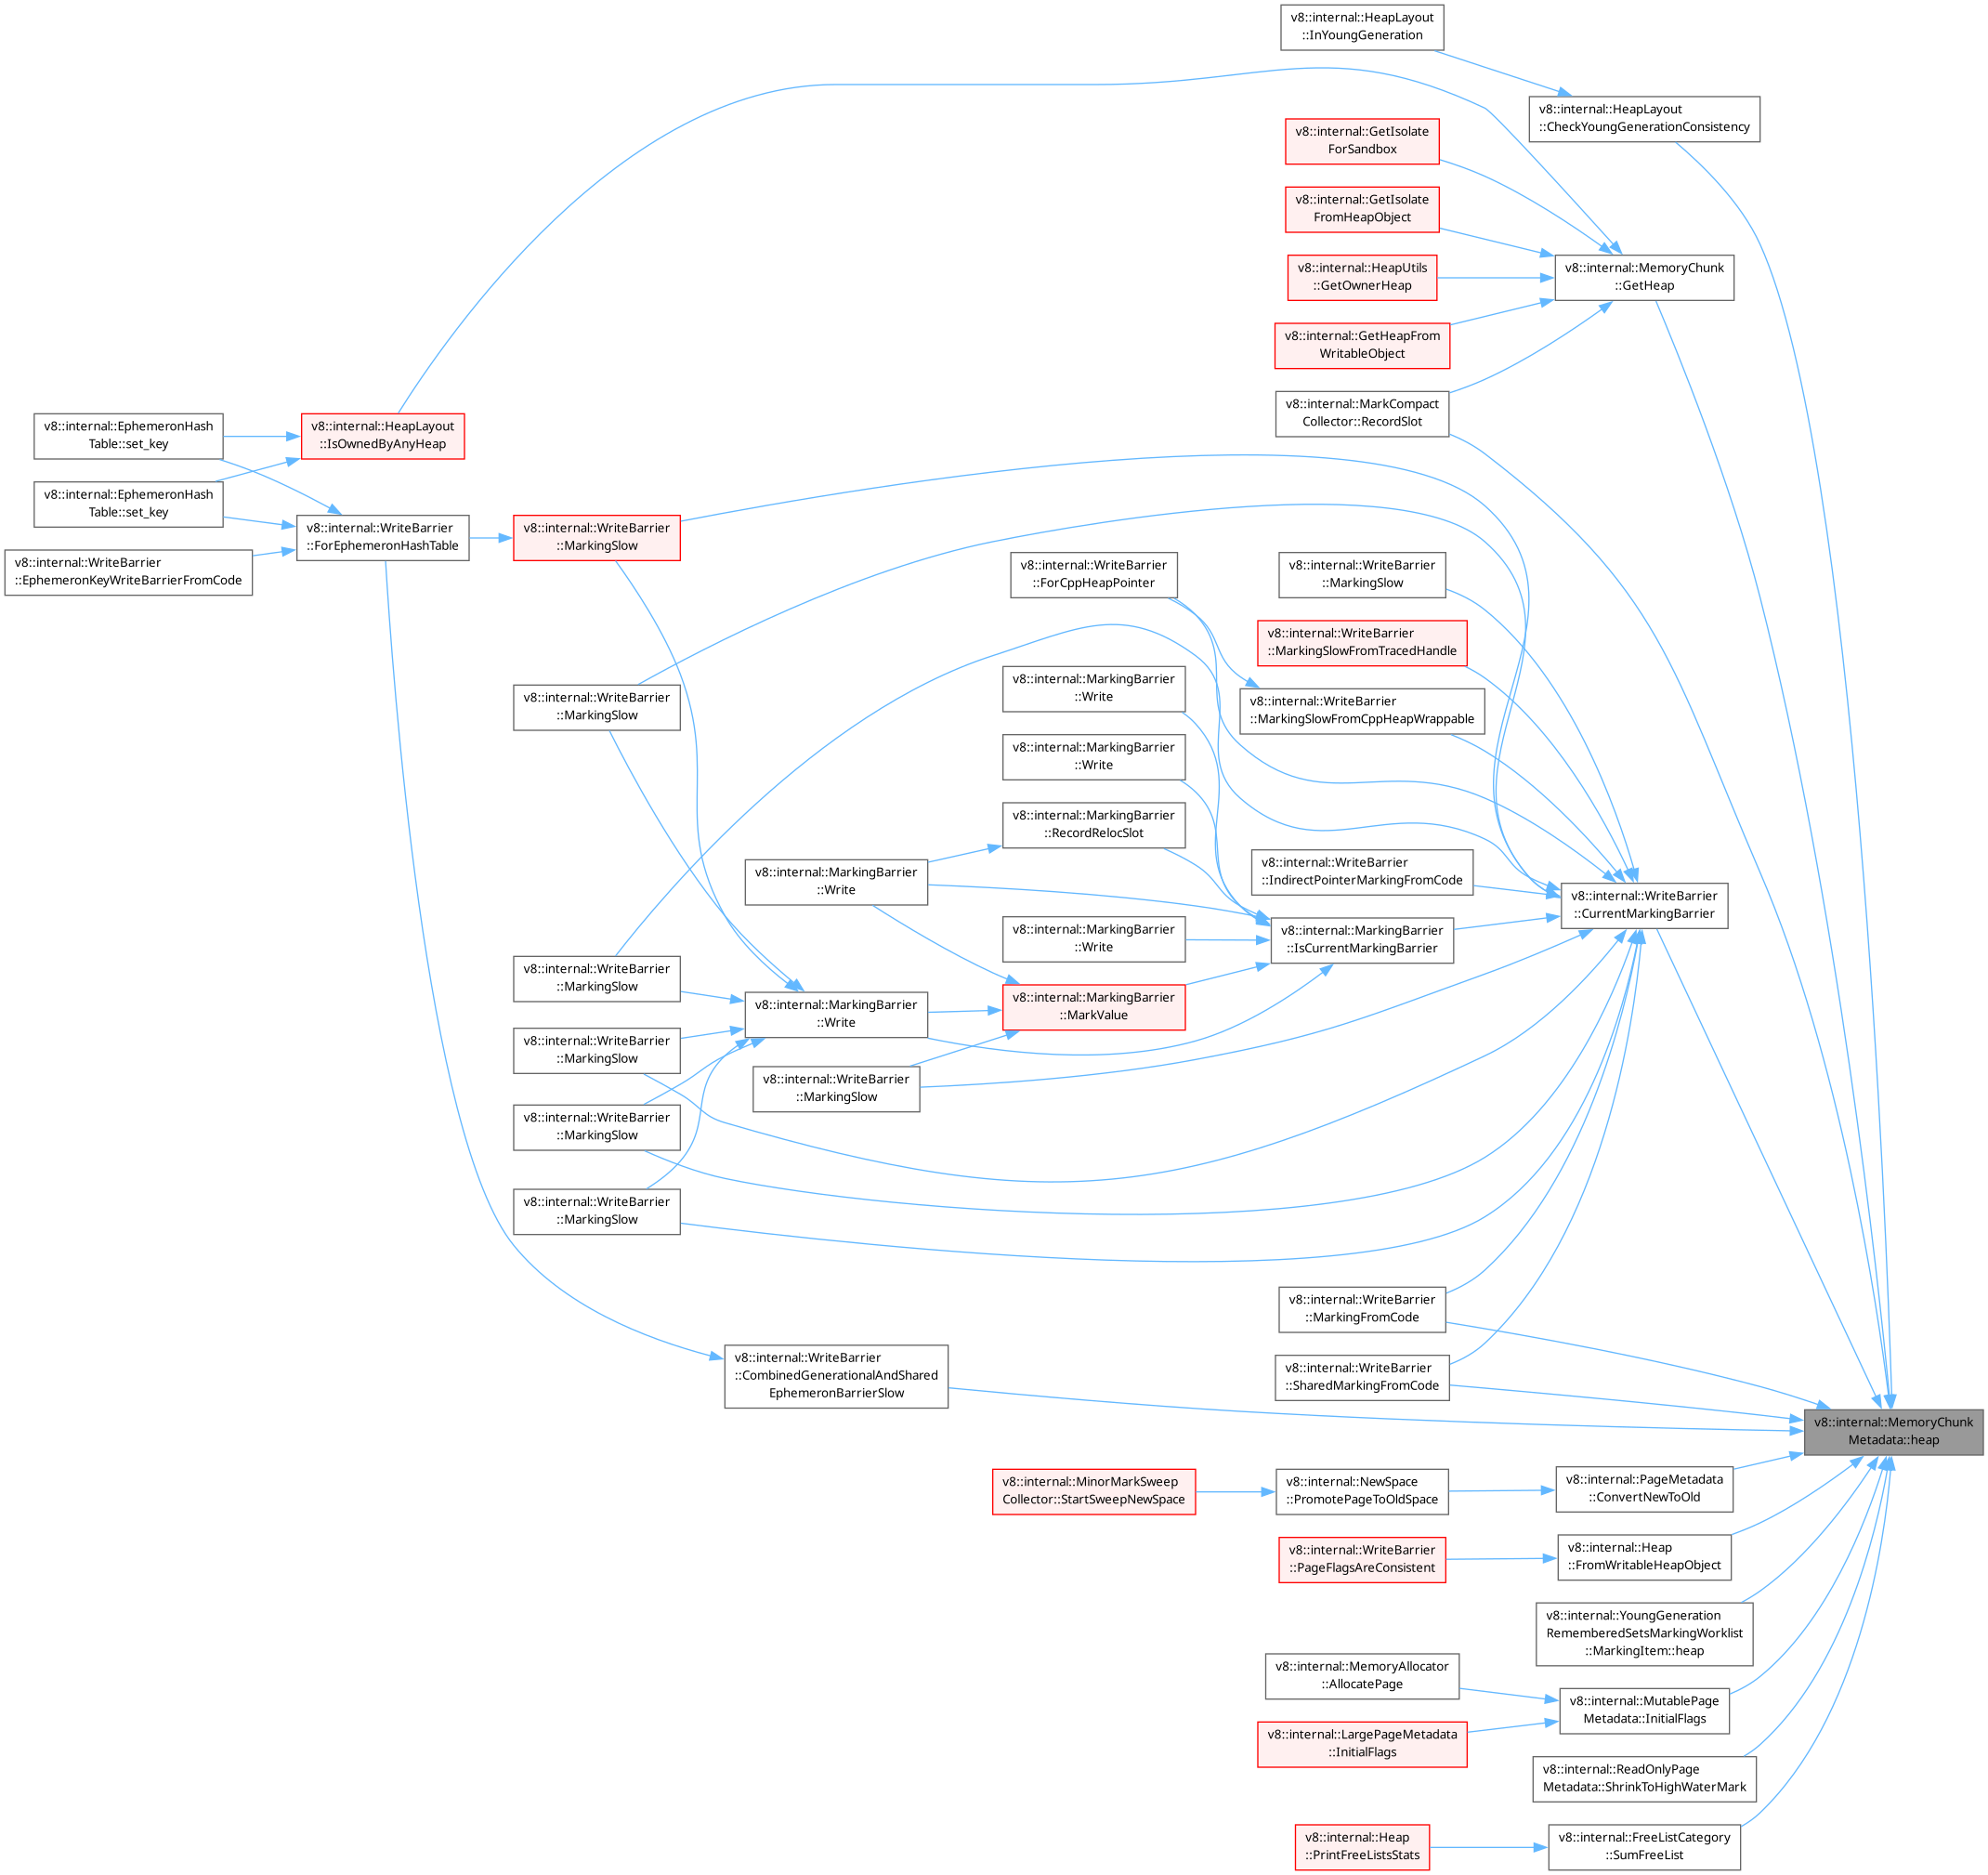 v8::internal::HeapLayout
::InYoungGeneration
v8::internal::HeapLayout
::CheckYoungGenerationConsistency
v8::internal::GetIsolate
ForSandbox
v8::internal::GetIsolate
FromHeapObject
v8::internal::HeapUtils
::GetOwnerHeap
v8::internal::MemoryChunk
::GetHeap
v8::internal::GetHeapFrom
WritableObject
v8::internal::MarkCompact
Collector::RecordSlot
v8::internal::EphemeronHash
Table::set_key
v8::internal::HeapLayout
::IsOwnedByAnyHeap
v8::internal::EphemeronHash
Table::set_key
v8::internal::WriteBarrier
::ForEphemeronHashTable
v8::internal::WriteBarrier
::MarkingSlow
v8::internal::WriteBarrier
::EphemeronKeyWriteBarrierFromCode
v8::internal::WriteBarrier
::ForCppHeapPointer
v8::internal::WriteBarrier
::MarkingSlow
v8::internal::WriteBarrier
::MarkingSlowFromTracedHandle
v8::internal::MarkingBarrier
::Write
v8::internal::WriteBarrier
::MarkingSlowFromCppHeapWrappable
v8::internal::WriteBarrier
::MarkingSlow
v8::internal::MarkingBarrier
::Write
v8::internal::MarkingBarrier
::RecordRelocSlot
v8::internal::MarkingBarrier
::Write
v8::internal::WriteBarrier
::IndirectPointerMarkingFromCode
v8::internal::WriteBarrier
::CurrentMarkingBarrier
v8::internal::MarkingBarrier
::Write
v8::internal::MarkingBarrier
::IsCurrentMarkingBarrier
v8::internal::WriteBarrier
::MarkingSlow
v8::internal::MarkingBarrier
::Write
v8::internal::MarkingBarrier
::MarkValue
v8::internal::WriteBarrier
::MarkingSlow
v8::internal::WriteBarrier
::MarkingSlow
v8::internal::WriteBarrier
::MarkingSlow
v8::internal::WriteBarrier
::MarkingSlow
v8::internal::WriteBarrier
::MarkingFromCode
v8::internal::WriteBarrier
::CombinedGenerationalAndShared
EphemeronBarrierSlow
v8::internal::WriteBarrier
::SharedMarkingFromCode
v8::internal::MemoryChunk
Metadata::heap
v8::internal::MinorMarkSweep
Collector::StartSweepNewSpace
v8::internal::NewSpace
::PromotePageToOldSpace
v8::internal::PageMetadata
::ConvertNewToOld
v8::internal::WriteBarrier
::PageFlagsAreConsistent
v8::internal::Heap
::FromWritableHeapObject
v8::internal::YoungGeneration
RememberedSetsMarkingWorklist
::MarkingItem::heap
v8::internal::MemoryAllocator
::AllocatePage
v8::internal::MutablePage
Metadata::InitialFlags
v8::internal::LargePageMetadata
::InitialFlags
v8::internal::ReadOnlyPage
Metadata::ShrinkToHighWaterMark
v8::internal::Heap
::PrintFreeListsStats
v8::internal::FreeListCategory
::SumFreeList